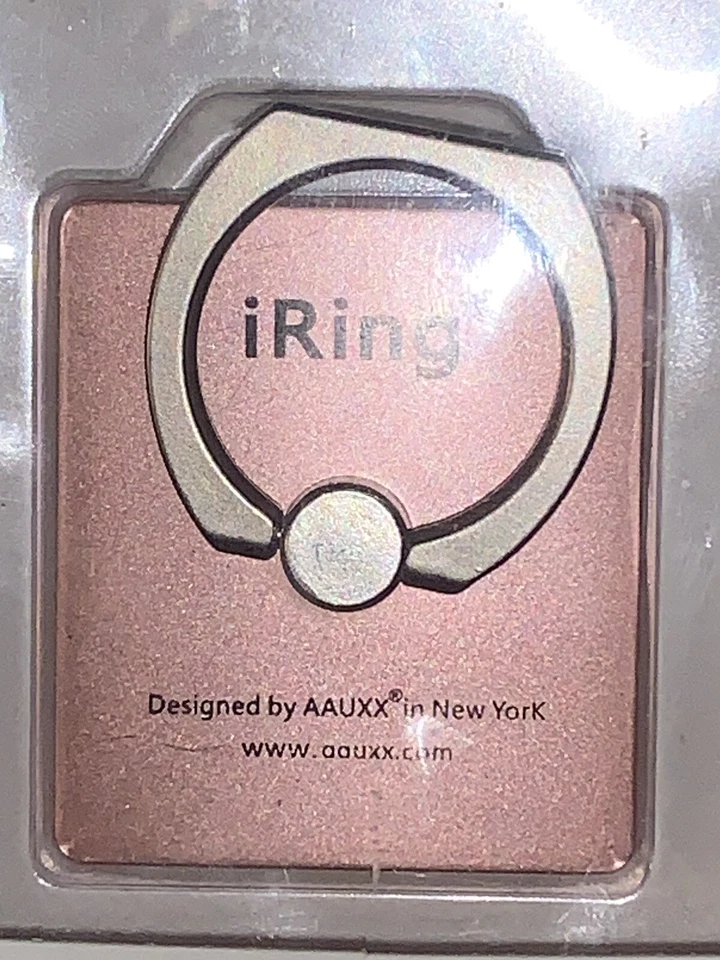 iRing
Designed by AAUXX® in New YorK
www.aauxx.com